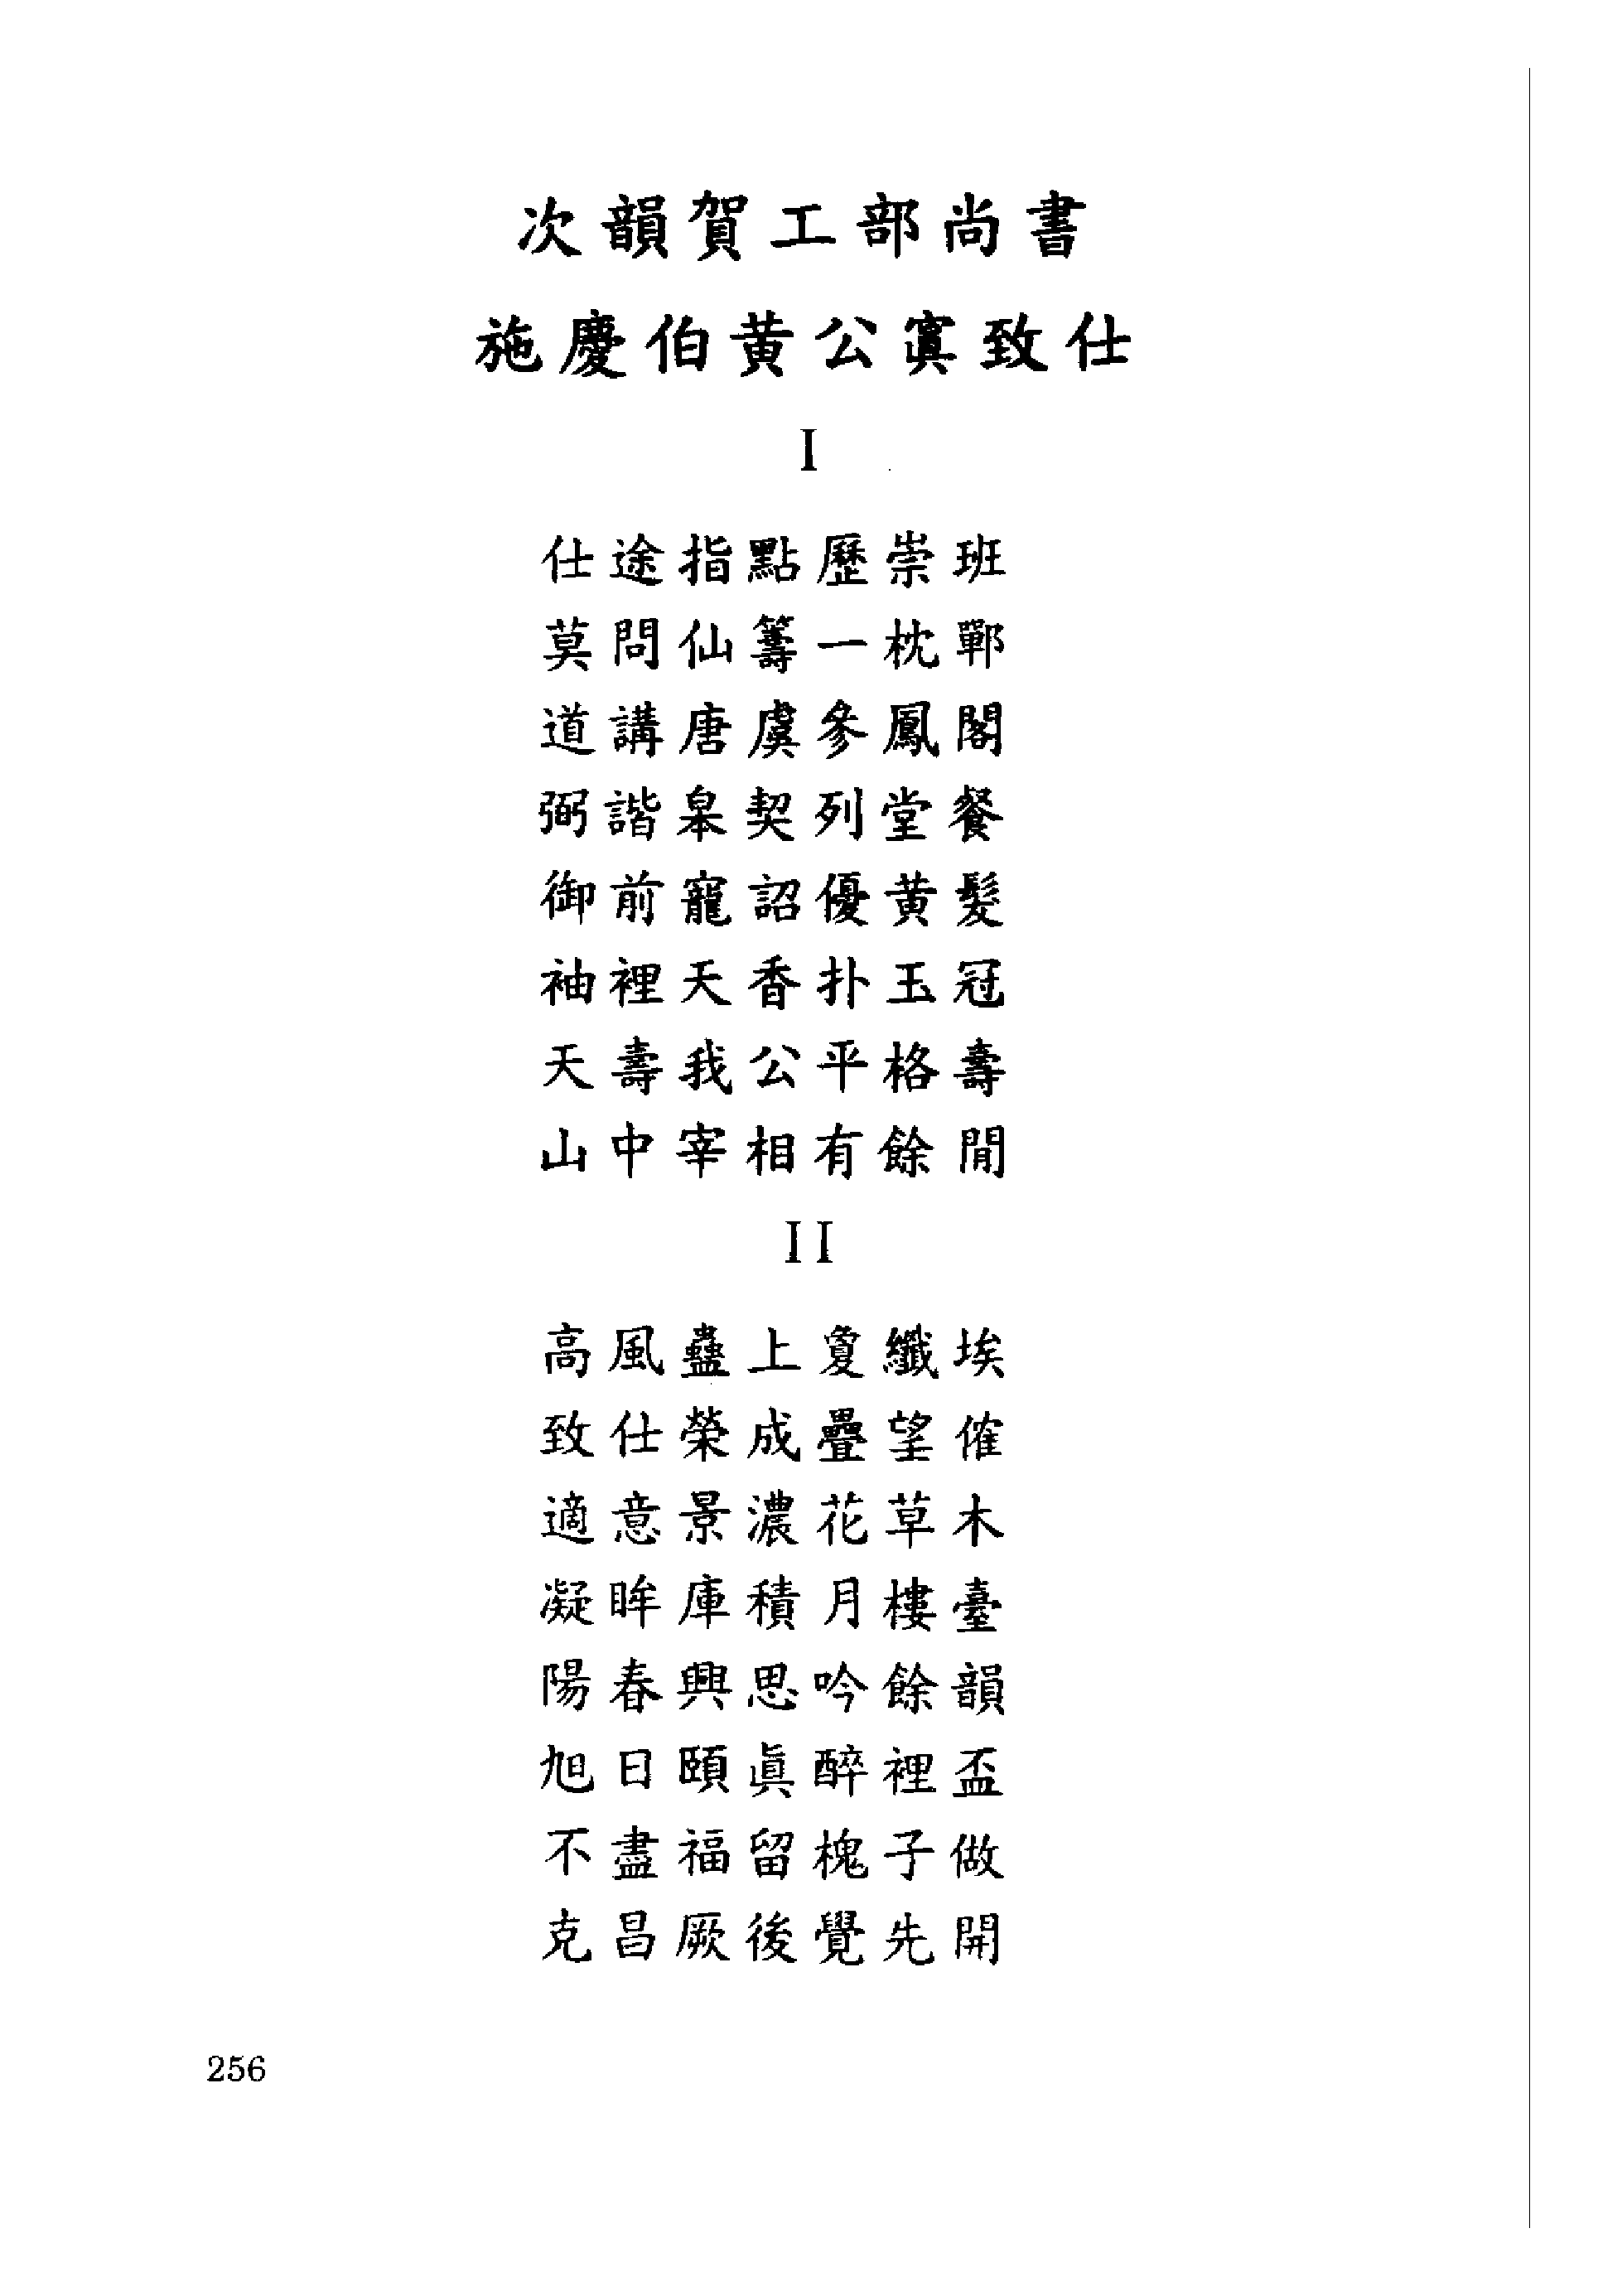 次韻賀工部尚書
施慶伯黄公寘致仕
I
仕途指點歷崇班
莫問仙籌一枕鄲
道講唐虞參鳳閣
弼諧皋契列堂餐
御前寵詔優黄髮
袖裡天香扑玉冠
天壽我公平格壽
山中宰相有餘閒
II
高風蠱上敻纖埃
致仕榮成疊望傕
適意景濃花草木
凝眸庫積月樓臺
陽春興思吟餘韻
旭日頤眞醉裡盃
不盡福留槐子做
克昌厥後覺先開
256